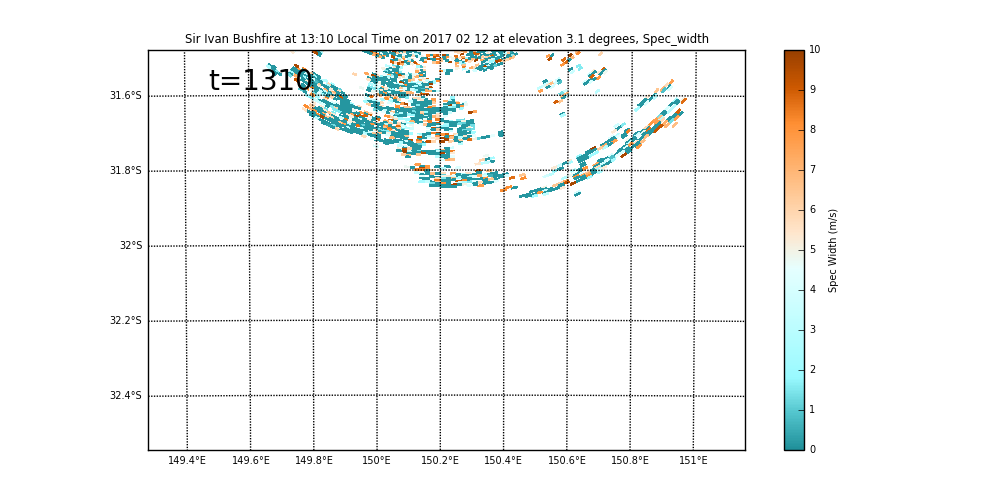 Sir Ivan Bushfire at 13:10 Local Time on 2017 02 12 at elevation 3.1 degrees, Spec_width
t=1310
31.6°S
31.8°S
32°S
32.2°S
32.4°S
149.4°E 149.6°E 149.8°E 150°E 150.2°E 150.4°E 150.6°E 150.8°E 151°E
10
9
8
7
6
5
4
3
2
1
0
Spec Width (m/s)